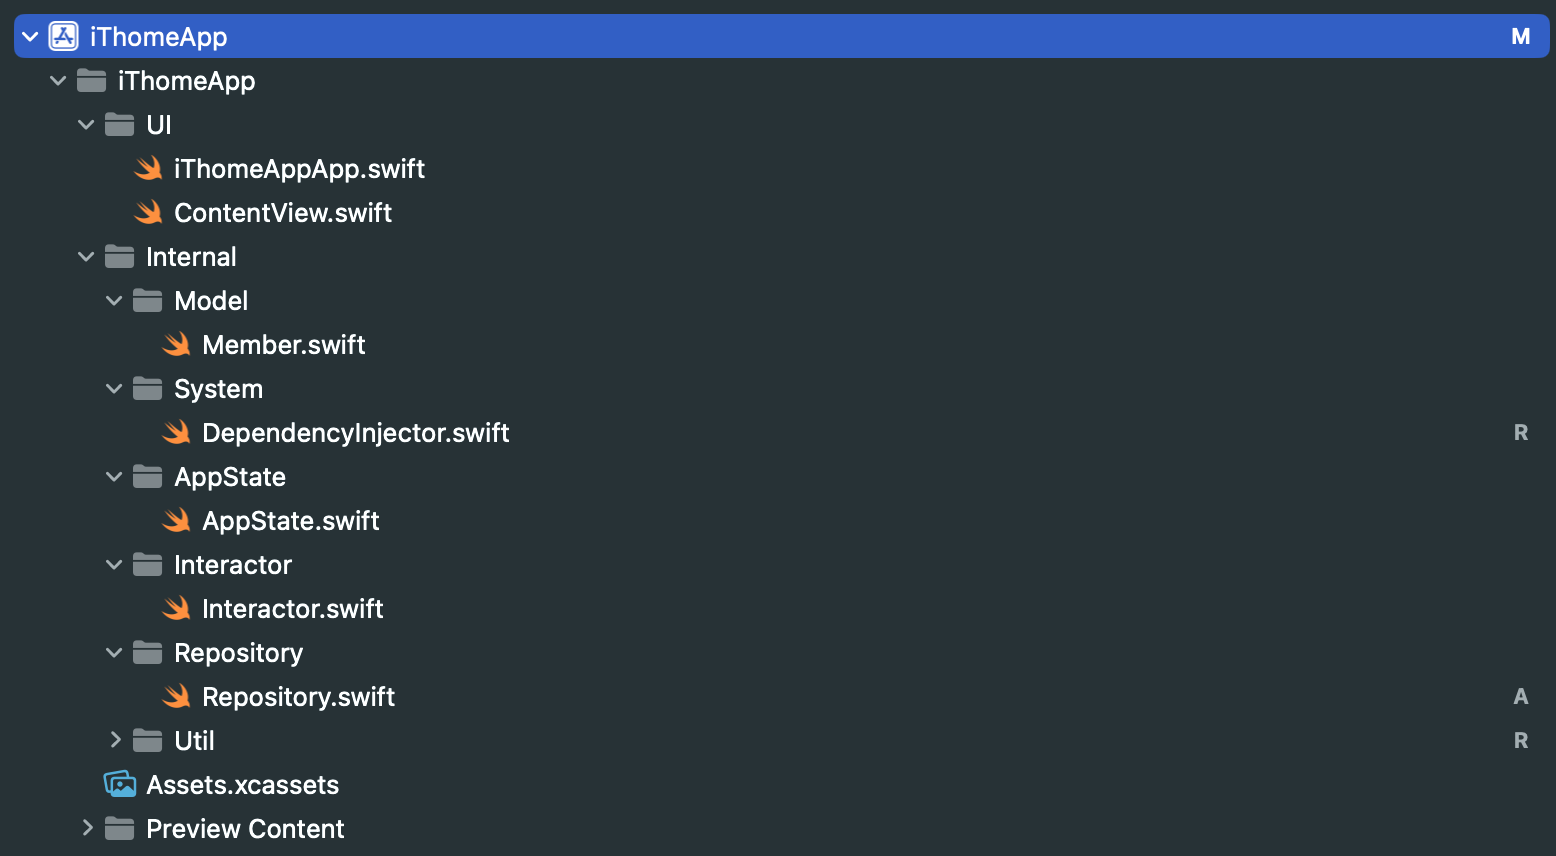 iThomeApp M
iThomeApp
UI
iThomeAppApp.swift
ContentView.swift
Internal
Model
Member.swift
System
DependencyInjector.swift R
AppState
AppState.swift
Interactor
Interactor.swift
Repository
Repository.swift A
Util R
Assets.xcassets
Preview Content